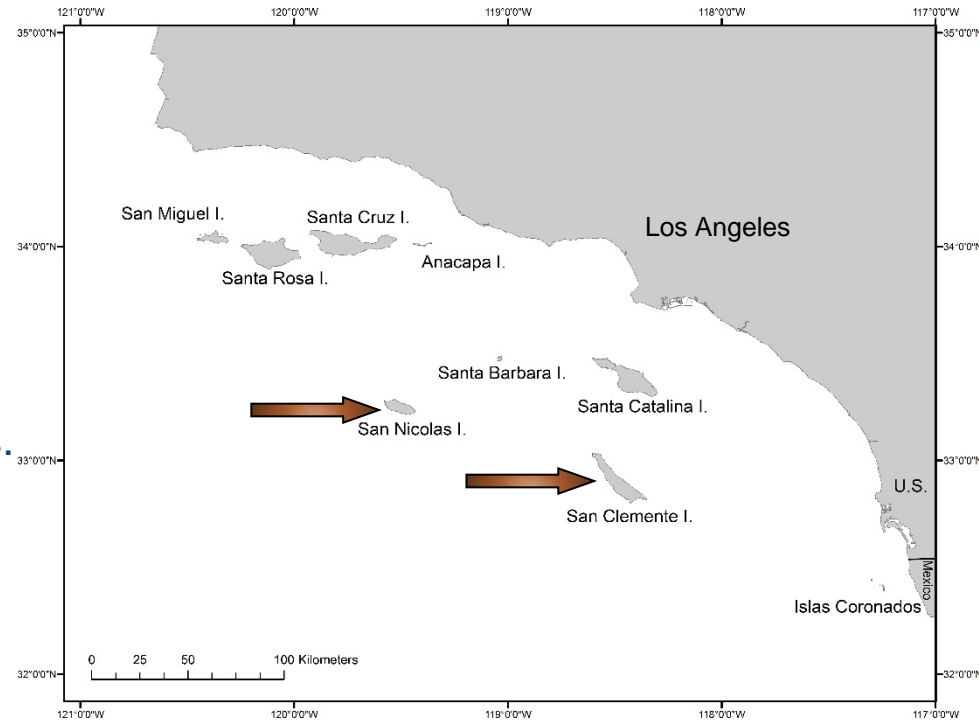 121°0'0"W 120°0'0"W 119°0'0"W 118°0'0"W 117°0'0"W
35°0'0"N 35°0'0"N
San Miguel I.
Santa Cruz I.
Los Angeles
34°0'0"N 34°0'0"N
Anacapa I.
Santa Rosa I.
Santa Barbara I.
Santa Catalina I.
San Nicolas I.
33°0'0"N 33°0'0"N
U.S.
San Clemente I.
Mexico
Islas Coronados
0 25 50 100 Kilometers
32°0'0"N 32°0'0"N
121°0'0"W 120°0'0"W 119°0'0"W 118°0'0"W 117°0'0"W